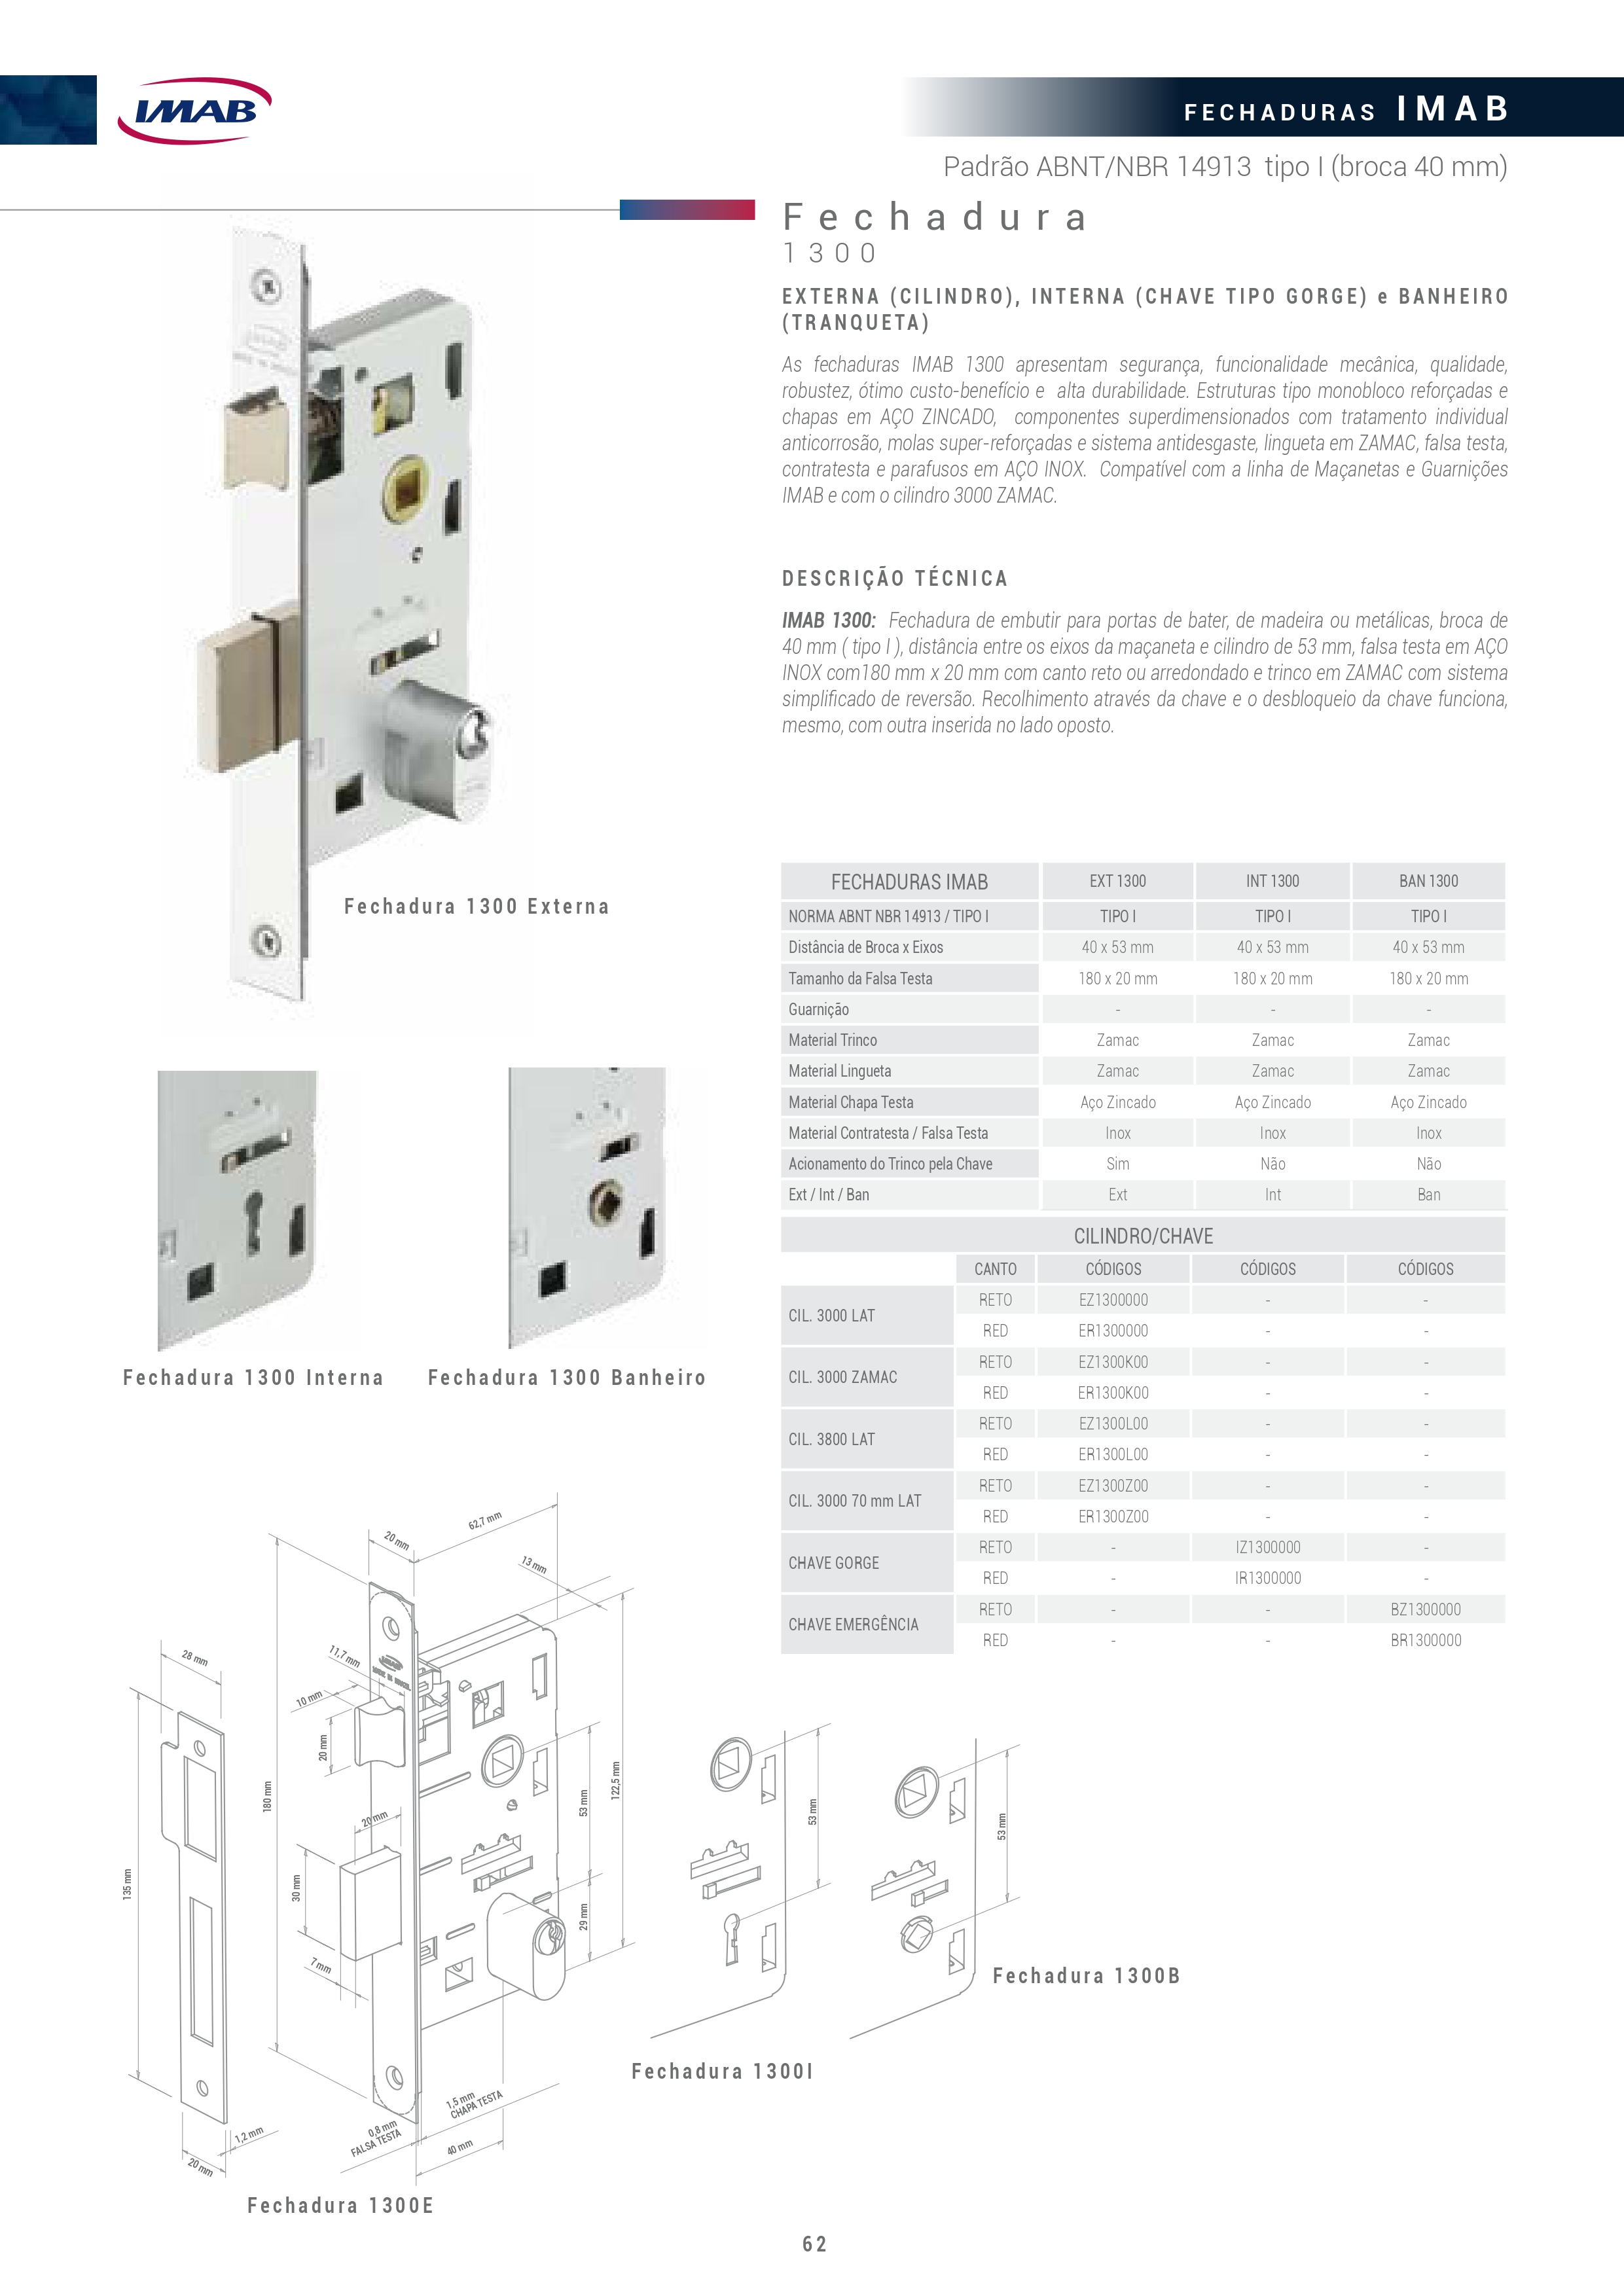 IMAB
FECHADURAS IMAB
Padrão ABNT/NBR 14913 tipo I (broca 40 mm)
Fechadura
1300
EXTERNA (CILINDRO), INTERNA (CHAVE TIPO GORGE) e BANHEIRO
(TRANQUETA)
As fechaduras IMAB 1300 apresentam segurança, funcionalidade mecânica, qualidade,
robustez, ótimo custo-benefício e alta durabilidade. Estruturas tipo monobloco reforçadas e
chapas em AÇO ZINCADO, componentes superdimensionados com tratamento individual
anticorrosão, molas super-reforçadas e sistema antidesgaste, lingueta em ZAMAC, falsa testa,
contratesta e parafusos em AÇO INOX. Compatível com a linha de Maçanetas e Guarnições
IMAB e com o cilindro 3000 ZAMAC.
DESCRIÇÃO TÉCNICA
IMAB 1300: Fechadura de embutir para portas de bater, de madeira ou metálicas, broca de
40 mm ( tipo I ), distância entre os eixos da maçaneta e cilindro de 53 mm, falsa testa em AÇO
INOX com180 mm x 20 mm com canto reto ou arredondado e trinco em ZAMAC com sistema
simplificado de reversão. Recolhimento através da chave e o desbloqueio da chave funciona,
mesmo, com outra inserida no lado oposto.
Fechadura 1300 Externa
Fechadura 1300 Interna
Fechadura 1300 Banheiro
FECHADURAS IMAB EXT 1300 INT 1300 BAN 1300
NORMA ABNT NBR 14913 / TIPO I TIPO I TIPO I TIPO I
Distância de Broca x Eixos 40 x 53 mm 40 x 53 mm 40 x 53 mm
Tamanho da Falsa Testa 180 x 20 mm 180 x 20 mm 180 x 20 mm
Guarnição - - -
Material Trinco Zamac Zamac Zamac
Material Lingueta Zamac Zamac Zamac
Material Chapa Testa Aço Zincado Aço Zincado Aço Zincado
Material Contratesta / Falsa Testa Inox Inox Inox
Acionamento do Trinco pela Chave Sim Não Não
Ext / Int / Ban Ext Int Ban
CILINDRO/CHAVE
CANTO CÓDIGOS CÓDIGOS CÓDIGOS
CIL. 3000 LAT
RETO EZ1300000 - -
RED ER1300000 - -
CIL. 3000 ZAMAC
RETO EZ1300K00 - -
RED ER1300K00 - -
CIL. 3800 LAT
RETO EZ1300L00 - -
RED ER1300L00 - -
CIL. 3000 70 mm LAT
RETO EZ1300Z00 - -
RED ER1300Z00 - -
CHAVE GORGE
RETO - IZ1300000 -
RED - IR1300000 -
CHAVE EMERGÊNCIA
RETO - - BZ1300000
RED - - BR1300000
62,7 mm
20 mm
13 mm
28 mm
11,7 mm
IMAB
10 mm
20 mm
180 mm
122,5 mm
53 mm
20 mm
135 mm
30 mm
29 mm
7 mm
1,5 mm
CHAPA TESTA
0,8 mm
FALSA TESTA
40 mm
1,2 mm
20 mm
53 mm
53 mm
Fechadura 1300B
Fechadura 1300I
Fechadura 1300E
62